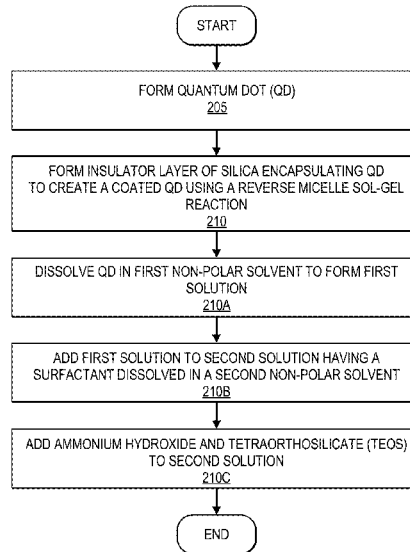 START
FORM QUANTUM DOT (QD)
205
FORM INSULATOR LAYER OF SILICA ENCAPSULATING QD
TO CREATE A COATED QD USING A REVERSE MICELLE SOL-GEL
REACTION
210
DISSOLVE QD IN FIRST NON-POLAR SOLVENT TO FORM FIRST
SOLUTION
210A
ADD FIRST SOLUTION TO SECOND SOLUTION HAVING A
SURFACTANT DISSOLVED IN A SECOND NON-POLAR SOLVENT
210B
ADD AMMONIUM HYDROXIDE AND TETRAORTHOSILICATE (TEOS)
TO SECOND SOLUTION
210C
END